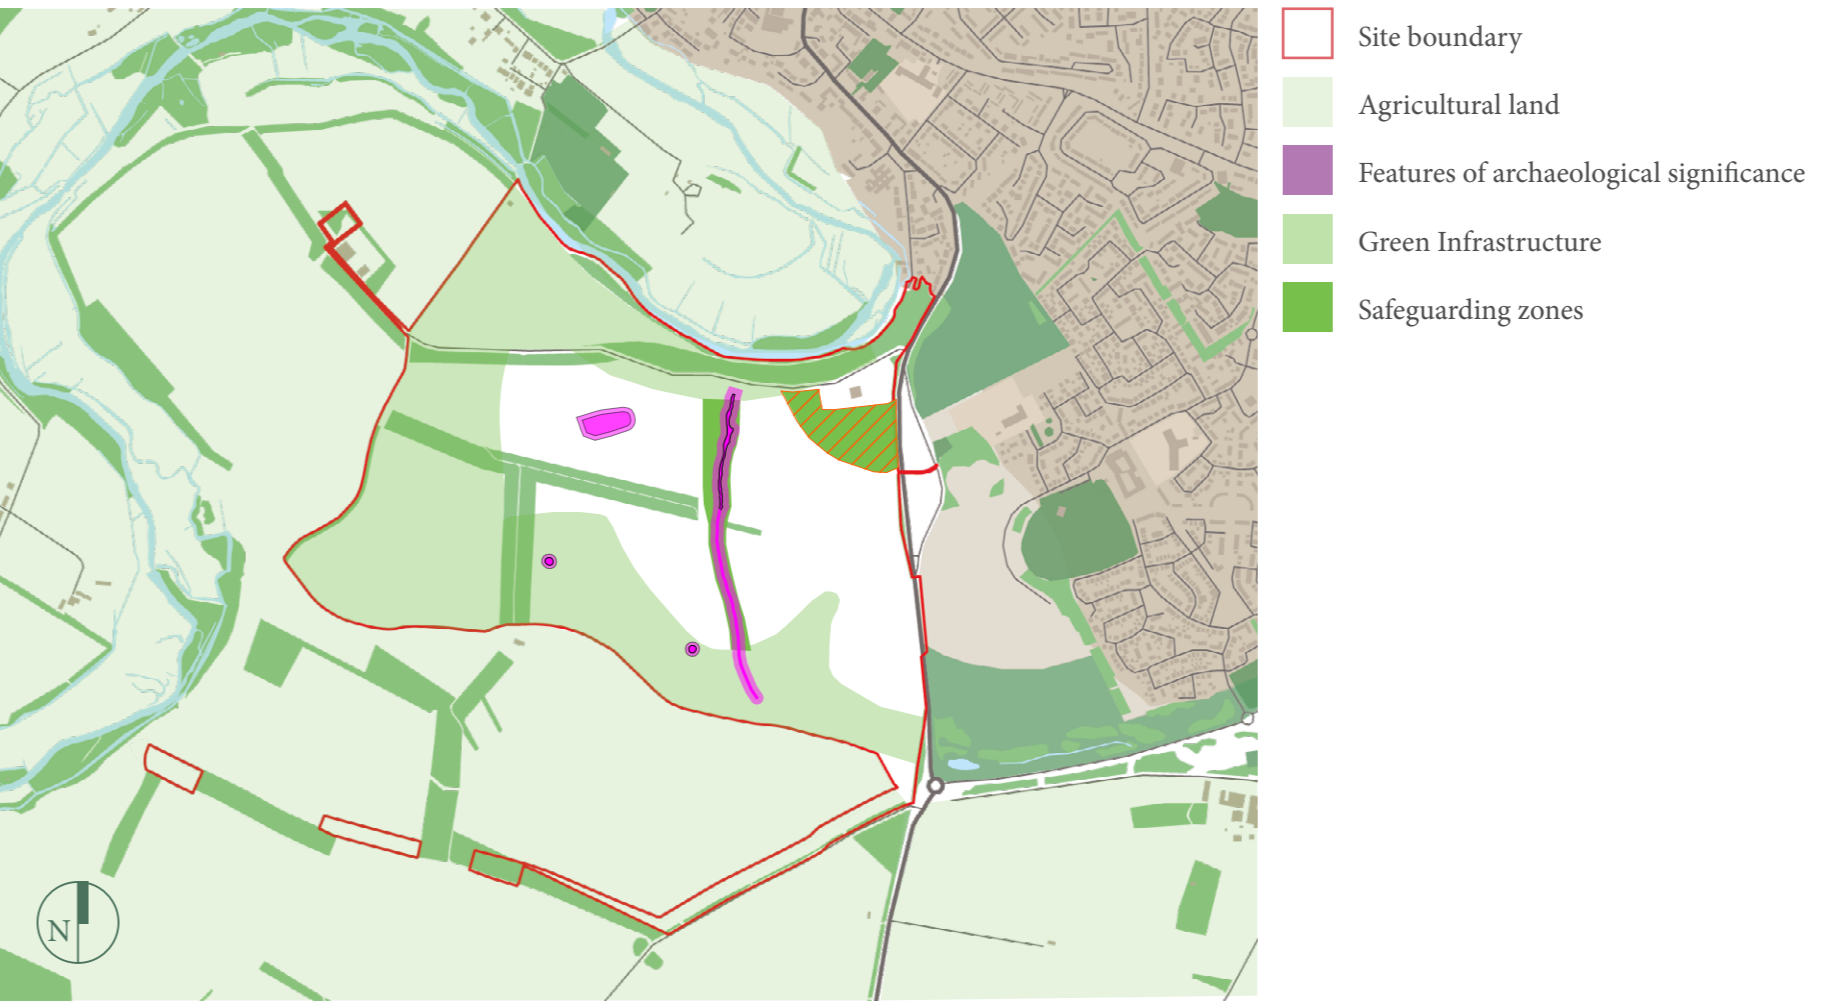 Site boundary
Agricultural land
Features of archaeological significance
Green Infrastructure
Safeguarding zones
N